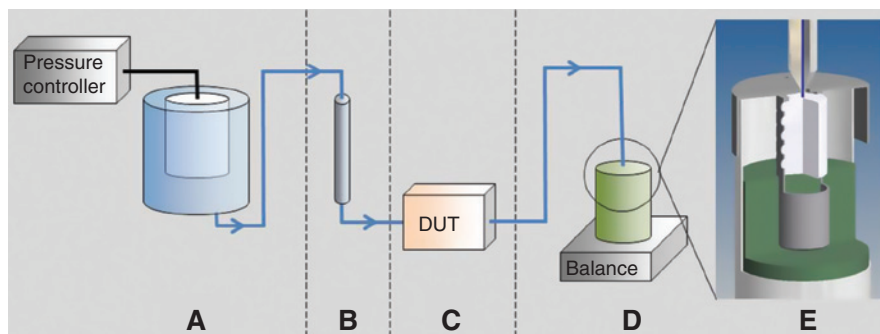 Pressure
controller
DUT
Balance
A
B
C
D
E